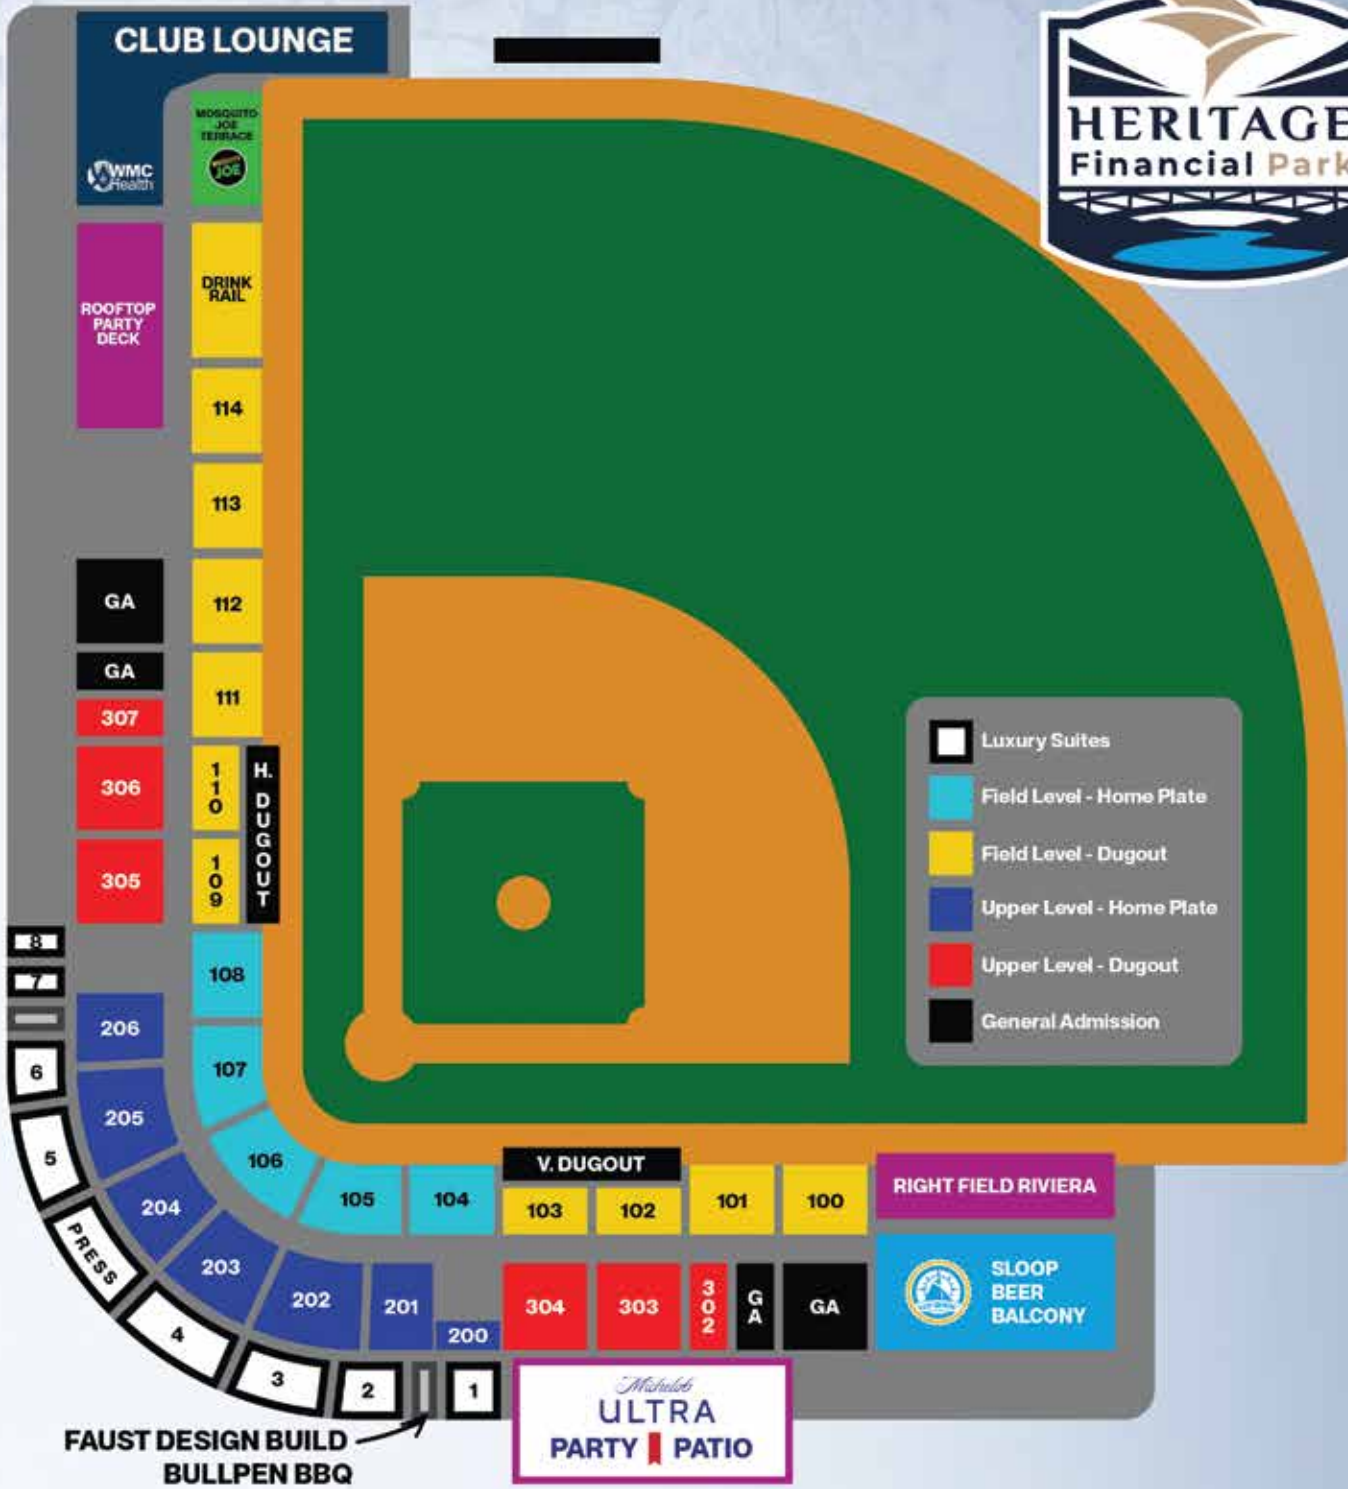 CLUB LOUNGE
WMC
Health
MOSQUITO
JOE
TERRACE
JOE
HERITAGE
Financial Park
ROOFTOP
PARTY
DECK
DRINK
RAIL
114
113
112
111
110
109
H. DUGOUT
GA
GA
307
306
305
8
7
6
5
PRESS
4
3
2
1
206
205
204
203
202
201
200
108
107
106
105
104
V. DUGOUT
103
102
101
100
304
303
302
GA
GA
RIGHT FIELD RIVIERA
SLOOP
BEER
BALCONY
Luxury Suites
Field Level - Home Plate
Field Level - Dugout
Upper Level - Home Plate
Upper Level - Dugout
General Admission
Michelob
ULTRA
PARTY PATIO
FAUST DESIGN BUILD
BULLPEN BBQ